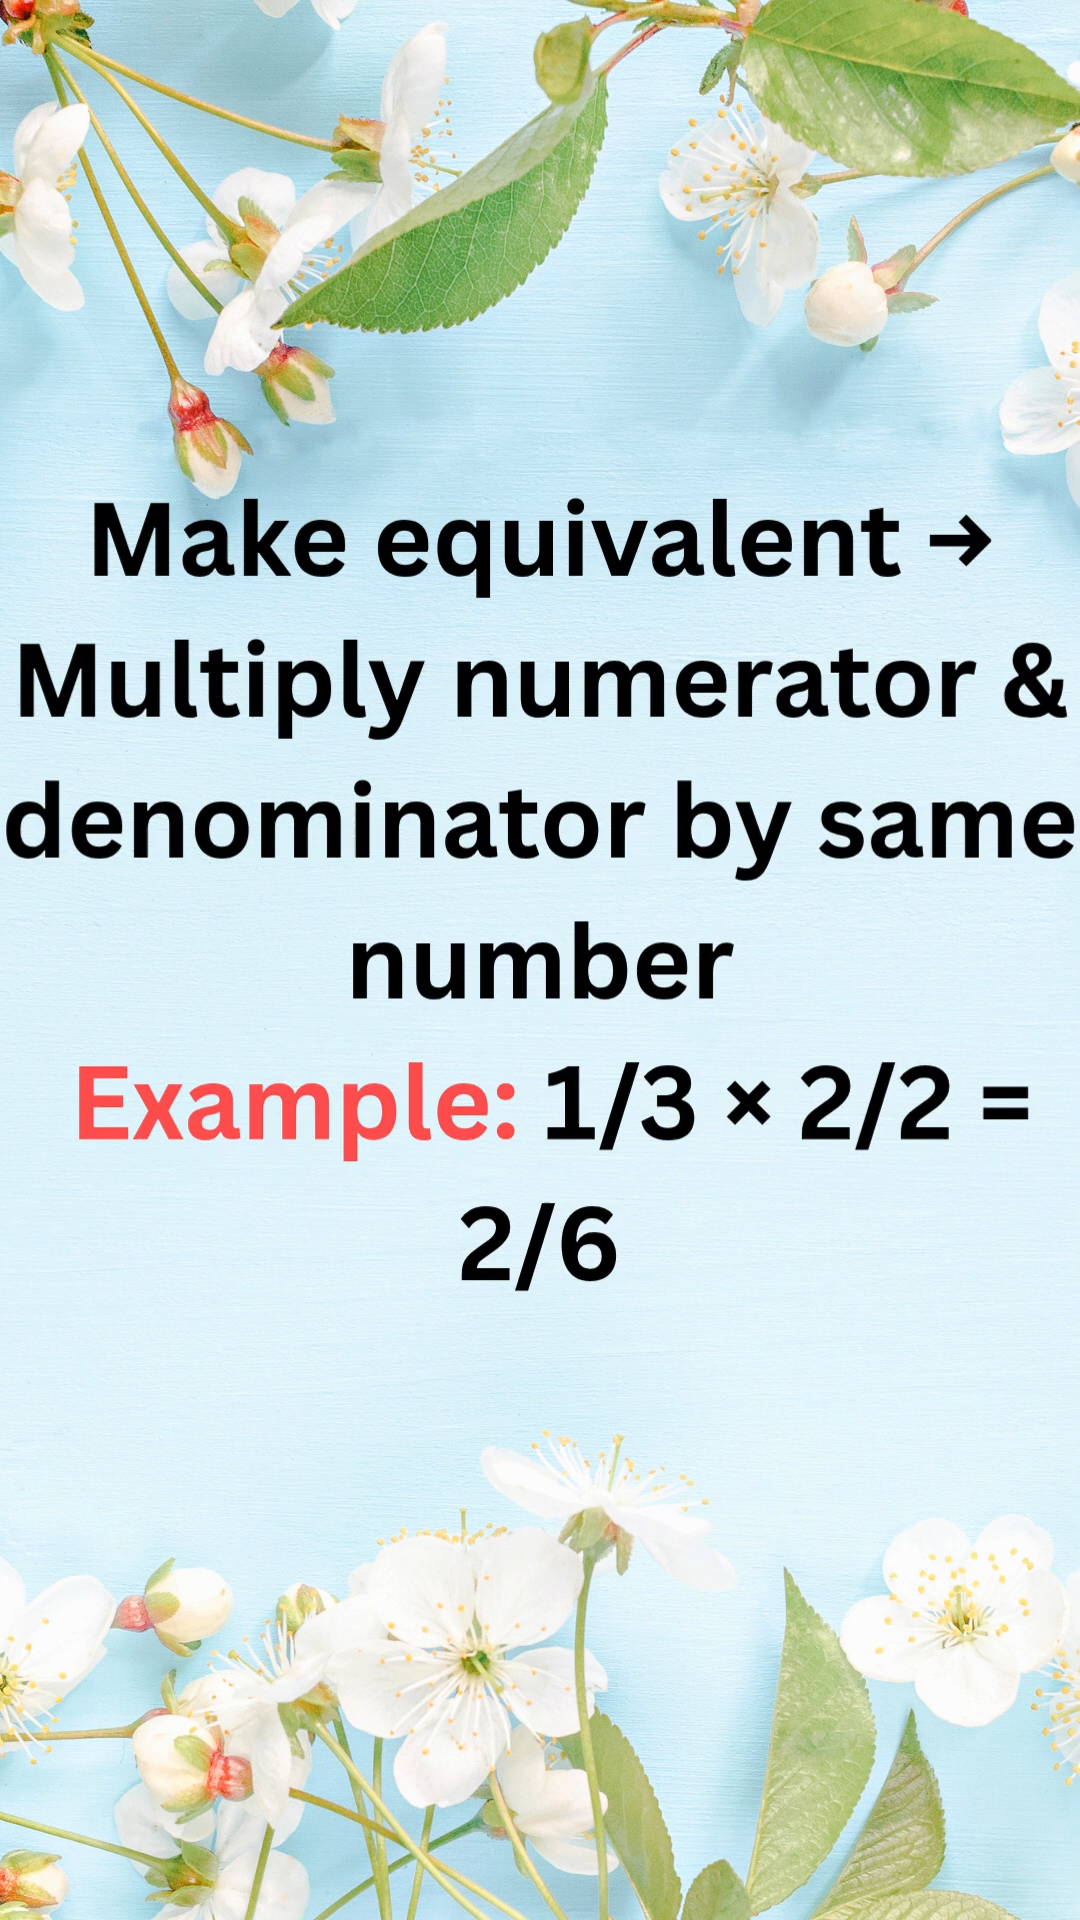 Make equivalent →
Multiply numerator &
denominator by same
number
Example: 1/3 × 2/2 =
2/6